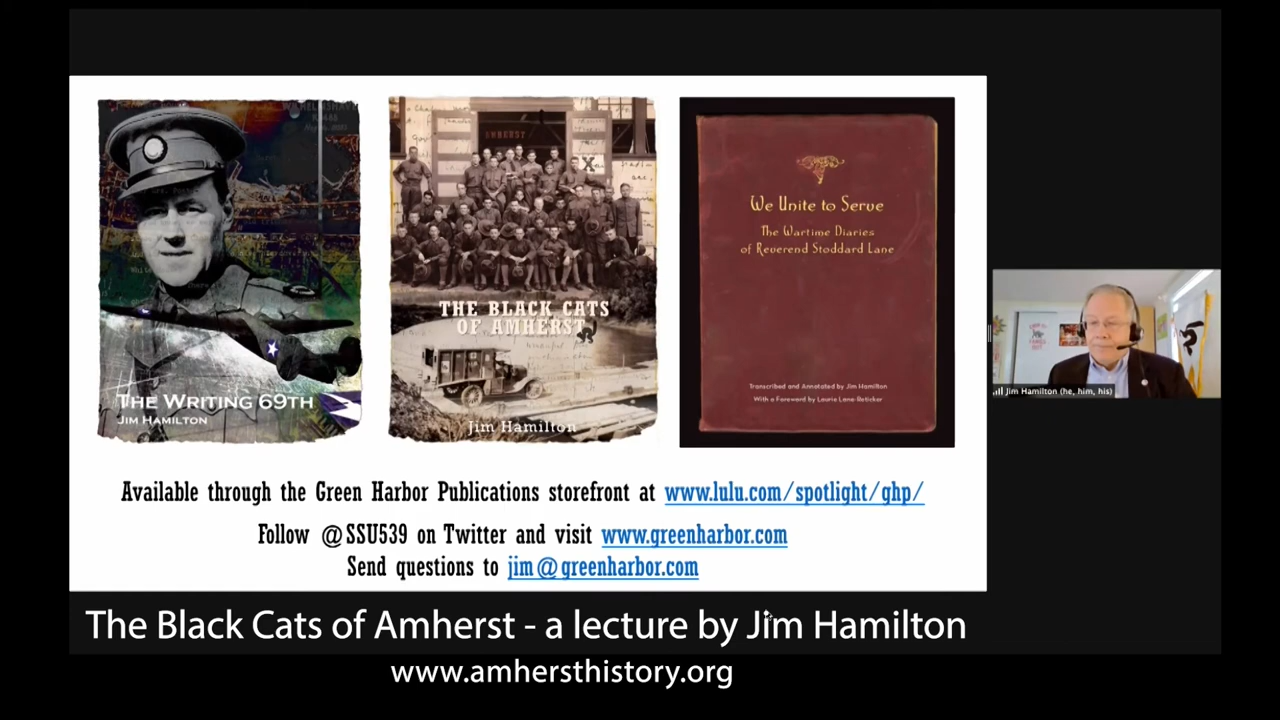 THE WRITING 69TH
JIM HAMILTON
AMHERST
X
THE BLACK CATS
OF AMHERST
Jim Hamilton
We Unite to Serve
The Wartime Diaries
of Reverend Stoddard Lane
Transcribed and Annotated by Jim Hamilton
With a Foreword by Laurie Lane-Reticker
Available through the Green Harbor Publications storefront at www.lulu.com/spotlight/ghp/
Follow @SSU539 on Twitter and visit www.greenharbor.com
Send questions to jim@greenharbor.com
Jim Hamilton (he, him, his)
The Black Cats of Amherst - a lecture by Jim Hamilton
www.amhersthistory.org